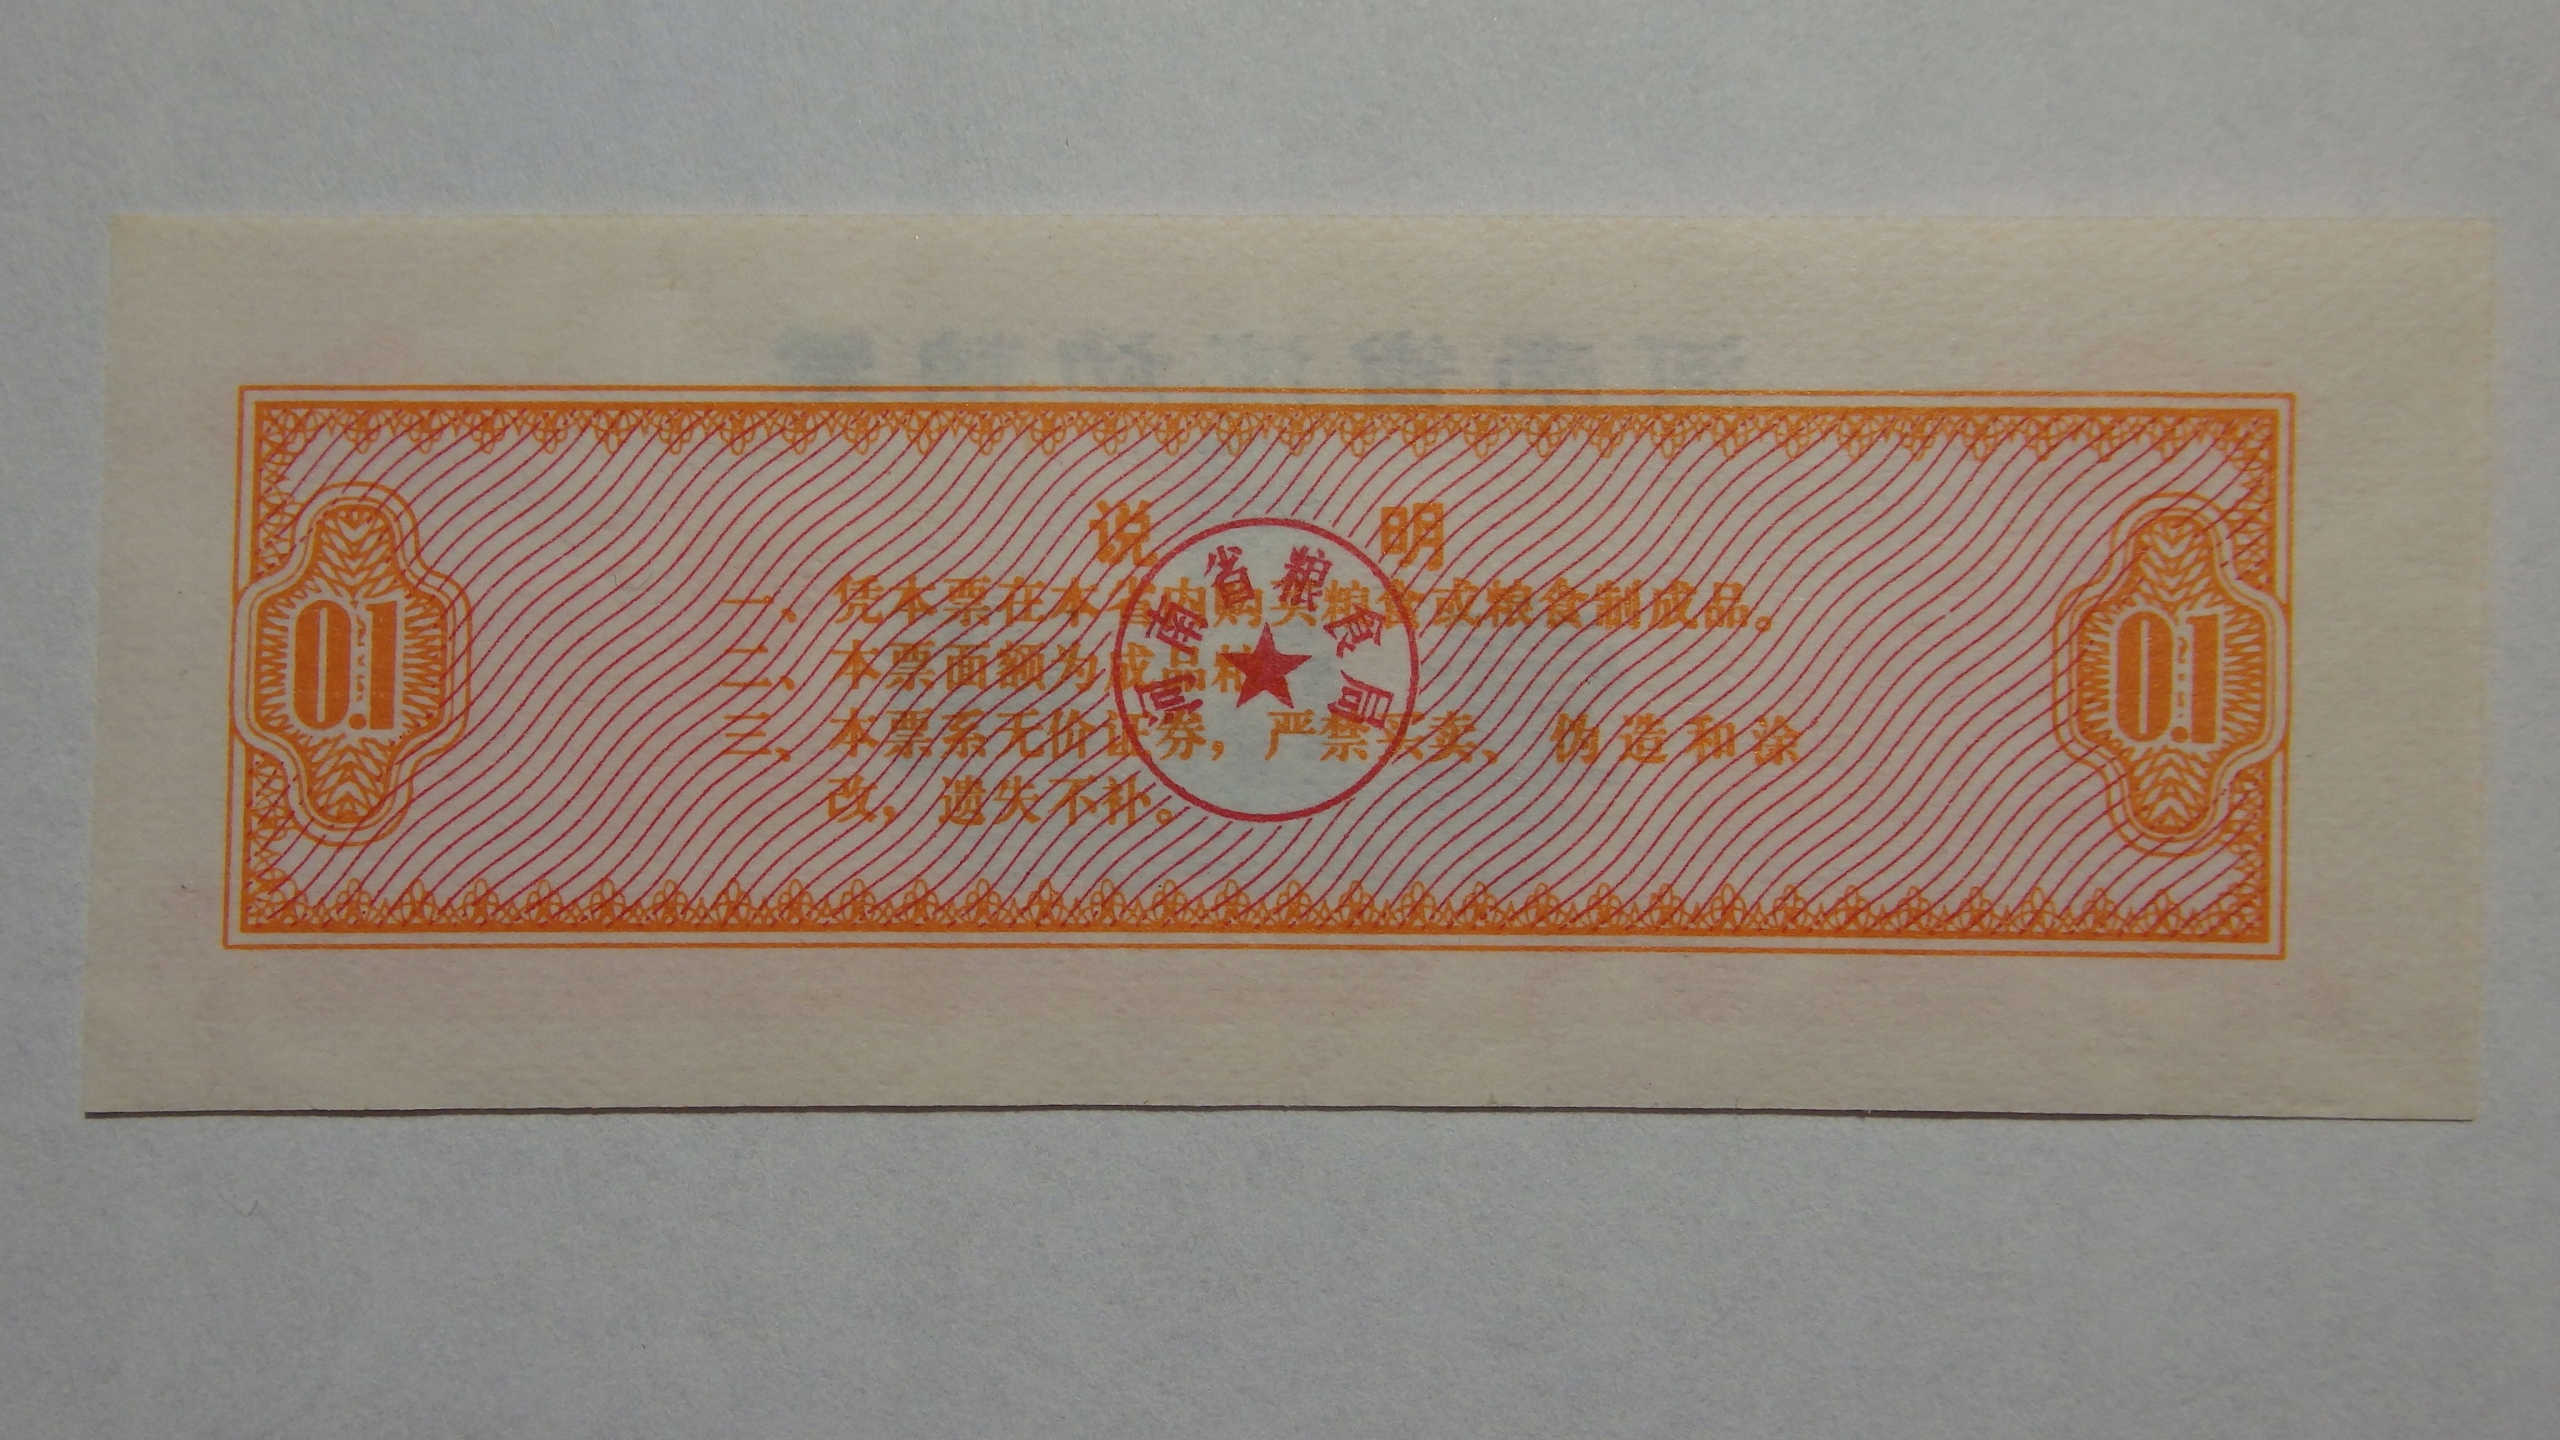 说 明
一、凭本票在本省内购买粮食或粮食制成品。
二、本票面额为成品粮。
三、本票系无价证券，严禁买卖、伪造和涂
改，遗失不补。
河南省粮食局
0.1
0.1